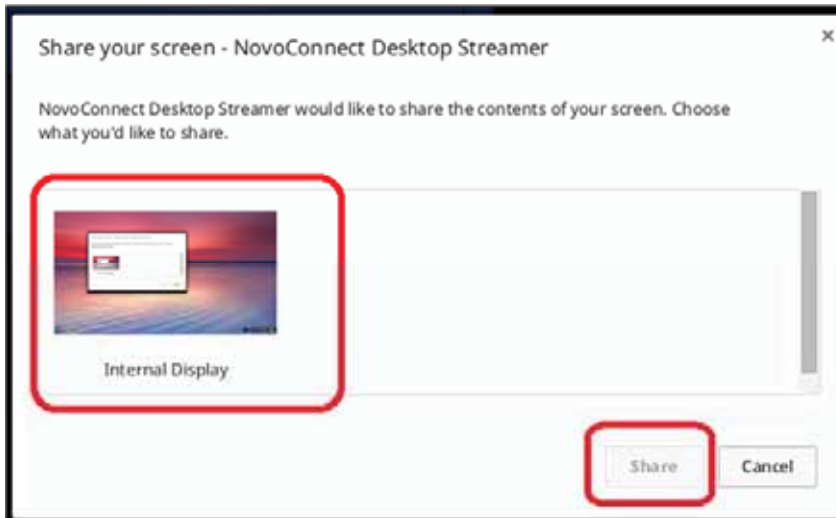 Share your screen - NovoConnect Desktop Streamer
×
NovoConnect Desktop Streamer would like to share the contents of your screen. Choose
what you'd like to share.
Internal Display
Share
Cancel